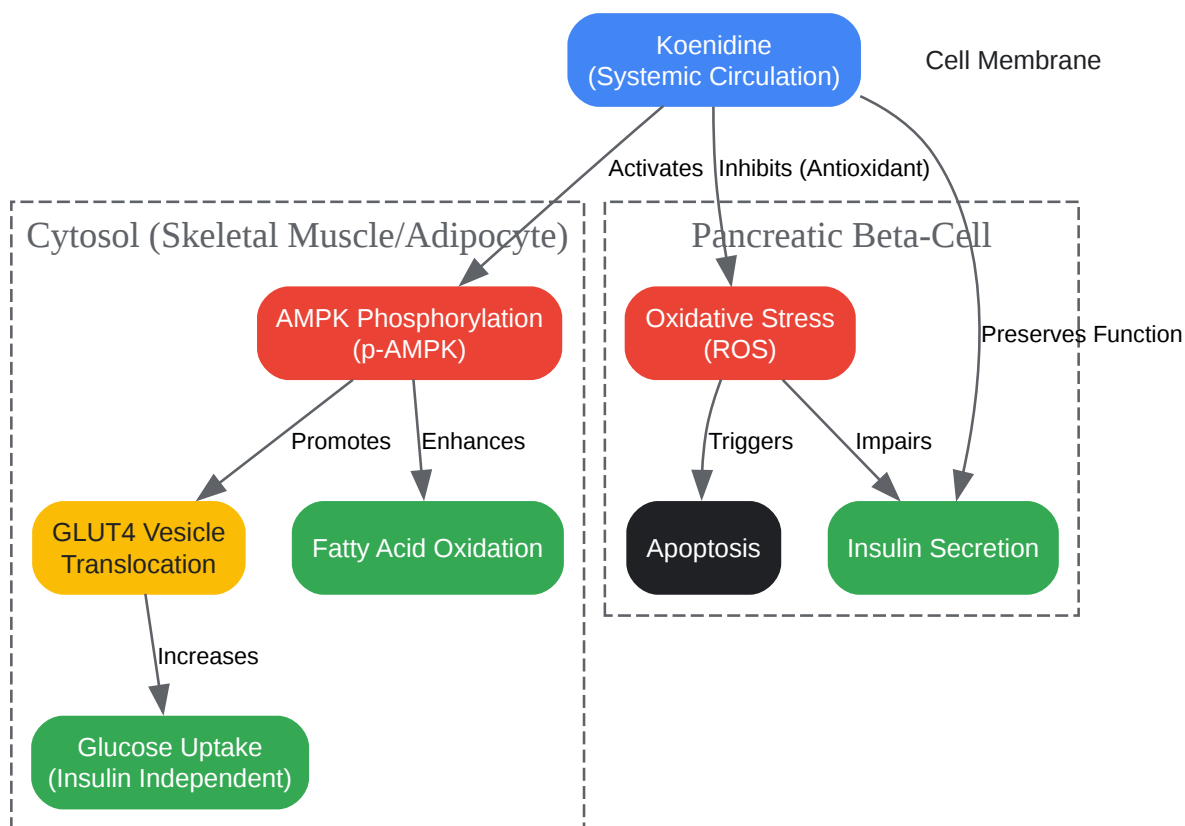 Koenidine
(Systemic Circulation)
Cell Membrane
Activates
Inhibits (Antioxidant)
Cytosol (Skeletal Muscle/Adipocyte)
Pancreatic Beta-Cell
AMPK Phosphorylation
(p-AMPK)
Oxidative Stress
(ROS)
Preserves Function
Promotes
Enhances
Triggers
Impairs
GLUT4 Vesicle
Translocation
Fatty Acid Oxidation
Apoptosis
Insulin Secretion
Increases
Glucose Uptake
(Insulin Independent)